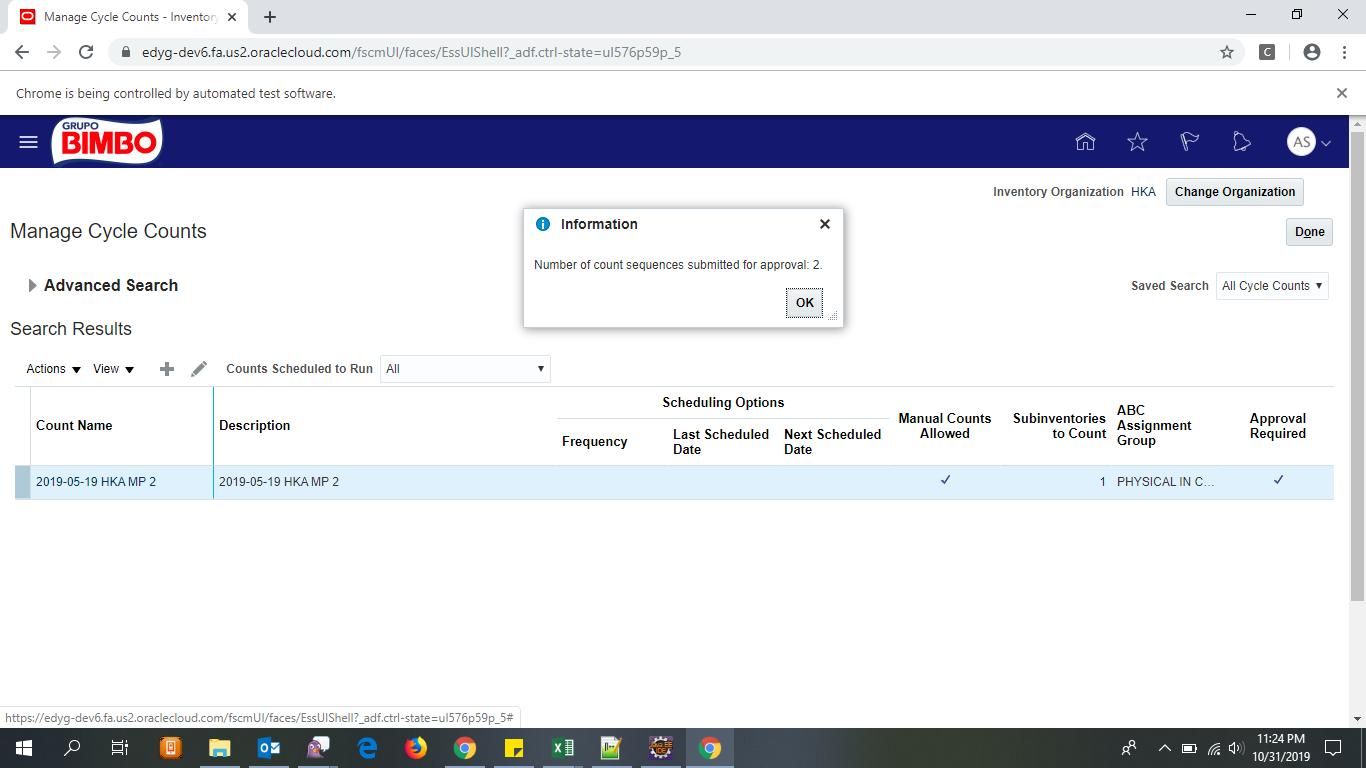 Manage Cycle Counts - Inventory
edyg-dev6.fa.us2.oraclecloud.com/fscmUI/faces/EssUIShell?_adf.ctrl-state=ul576p59p_5
C
Chrome is being controlled by automated test software.
GRUPO
BIMBO
AS
Inventory Organization HKA Change Organization
Manage Cycle Counts
Done
Information
Number of count sequences submitted for approval: 2.
OK
Advanced Search
Saved Search All Cycle Counts
Search Results
Actions View Counts Scheduled to Run All
Count Name
Description
Scheduling Options
Frequency
Last Scheduled Date
Next Scheduled Date
Manual Counts Allowed
Subinventories to Count
ABC Assignment Group
Approval Required
2019-05-19 HKA MP 2 2019-05-19 HKA MP 2 1 PHYSICAL IN C...
https://edyg-dev6.fa.us2.oraclecloud.com/fscmUI/faces/EssUIShell?_adf.ctrl-state=ul576p59p_5#
11:24 PM
10/31/2019